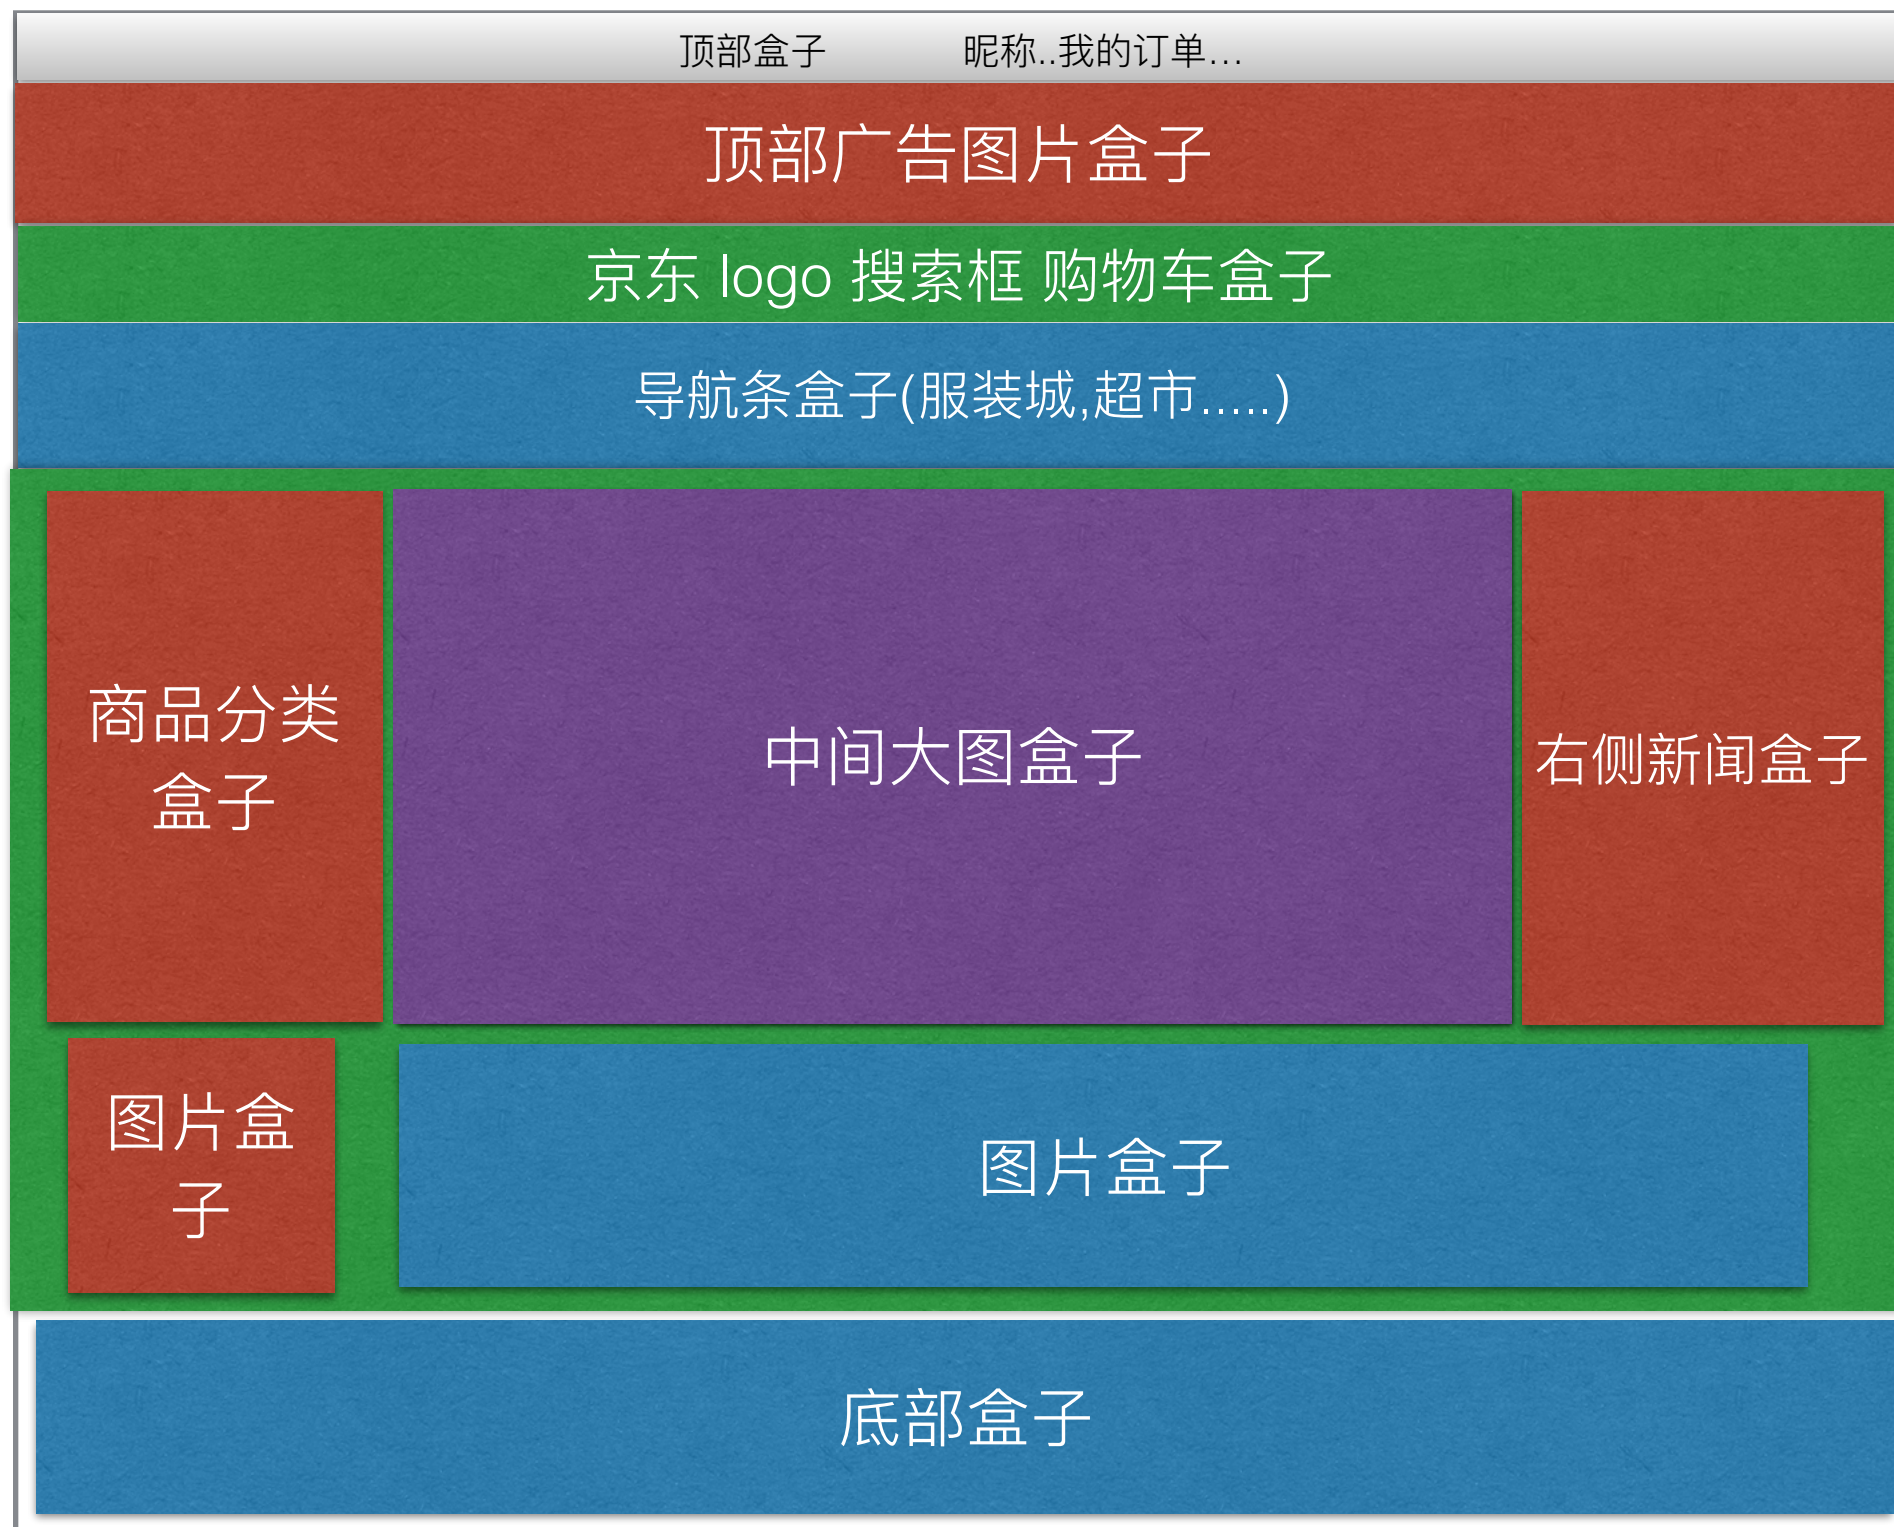 顶部盒子 昵称..我的订单...
顶部广告图片盒子
京东 logo 搜索框 购物车盒子
导航条盒子(服装城,超市.....)
商品分类
盒子
中间大图盒子
右侧新闻盒子
图片盒
子
图片盒子
底部盒子